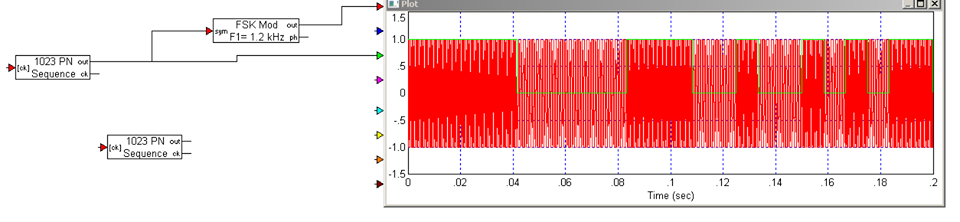 Plot
FSK Mod out
sym F1= 1.2 kHz ph
1023 PN out
[ck] Sequence ck
1023 PN out
[ck] Sequence ck
1.5
1.0
.5
0
-.5
-1.0
-1.5
0 .02 .04 .06 .08 .1 .12 .14 .16 .18 .2
Time (sec)